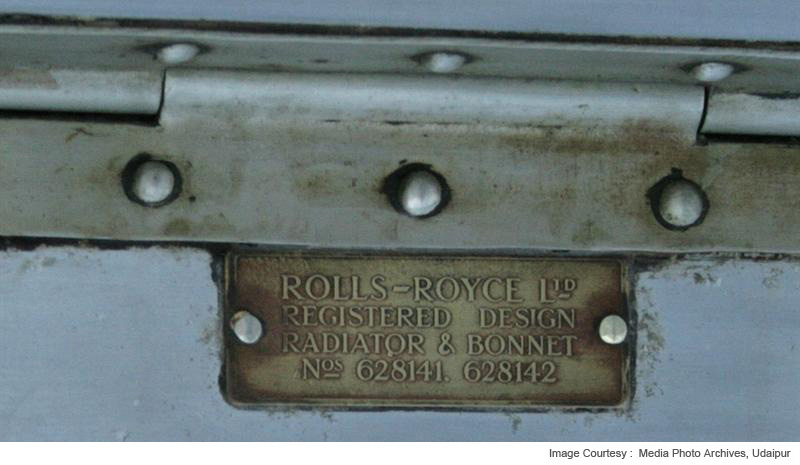 ROLLS-ROYCE LTD
REGISTERED DESIGN
RADIATOR & BONNET
NOS 628141. 628142
Image Courtesy : Media Photo Archives, Udaipur